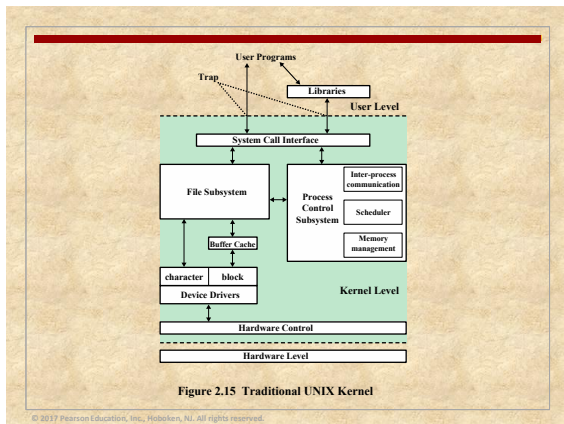 User Programs
Trap
Libraries
User Level
System Call Interface
File Subsystem
Inter-process
communication
Process
Control
Subsystem
Scheduler
Memory
management
Buffer Cache
character
block
Device Drivers
Kernel Level
Hardware Control
Hardware Level
Figure 2.15 Traditional UNIX Kernel
© 2017 Pearson Education, Inc., Hoboken, NJ. All rights reserved.